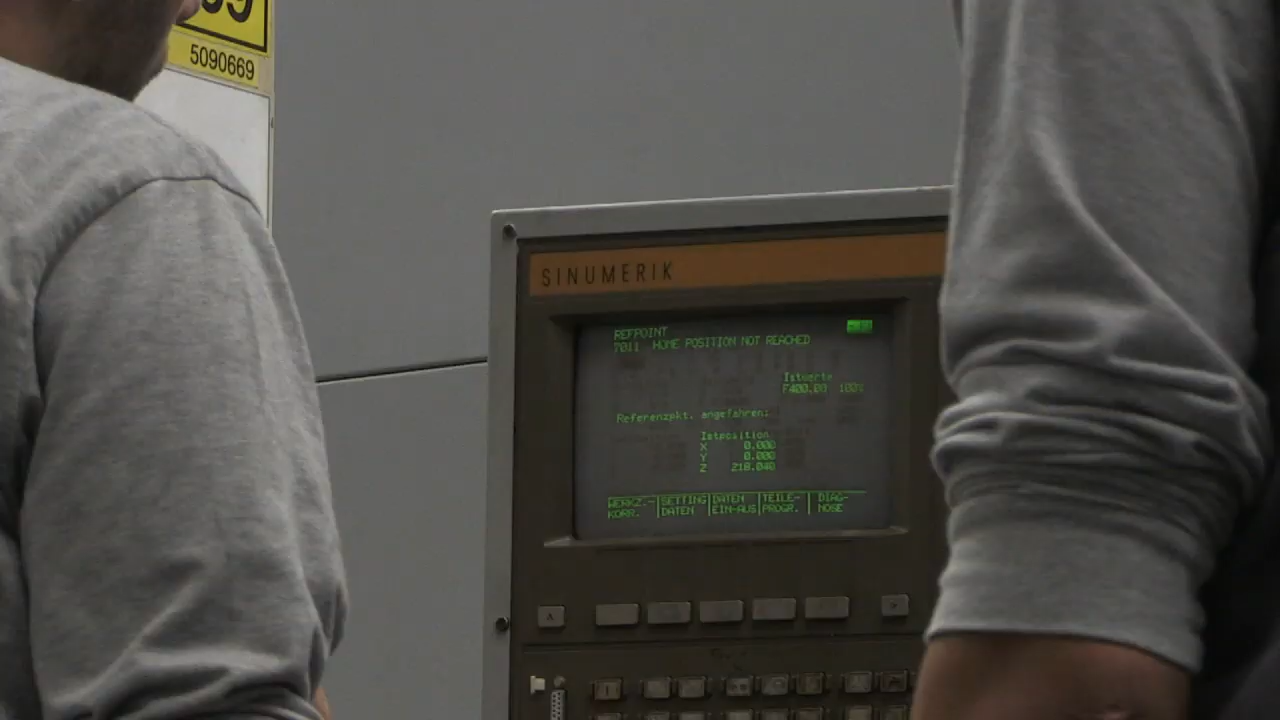 5090669
SINUMERIK
REFPOINT
7011 HOME POSITION NOT REACHED
Istwerte
F400.00 100%
Referenzpkt. angefahren:
Istposition
X 0.000
Y 0.000
Z 218.040
WERKZ.- SETTING DATEN TEILE- DIAG-
KORR. DATEN EIN-AUS PROGR. NOSE